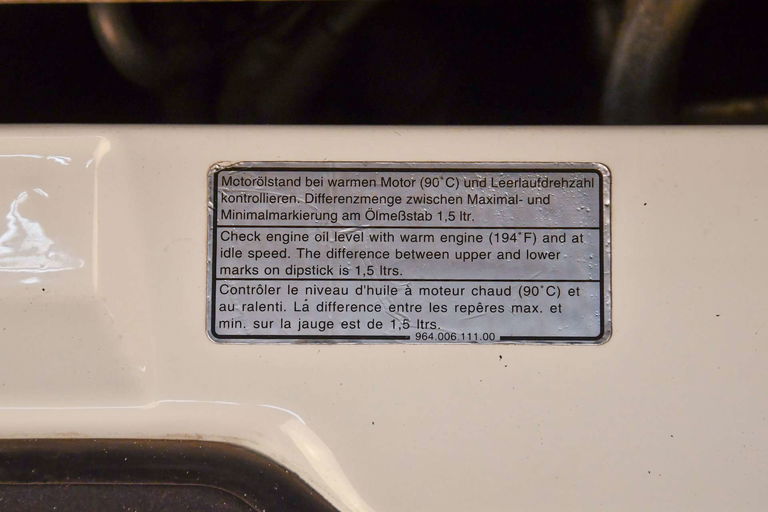 Motorölstand bei warmen Motor (90°C) und Leerlaufdrehzahl
kontrollieren. Differenzmenge zwischen Maximal- und
Minimalmarkierung am Ölmeßstab 1,5 ltr.
Check engine oil level with warm engine (194°F) and at
idle speed. The difference between upper and lower
marks on dipstick is 1,5 ltrs.
Contrôler le niveau d'huile à moteur chaud (90°C) et
au ralenti. La différence entre les repêres max. et
min. sur la jauge est de 1,5 ltrs.
964.006.111.00